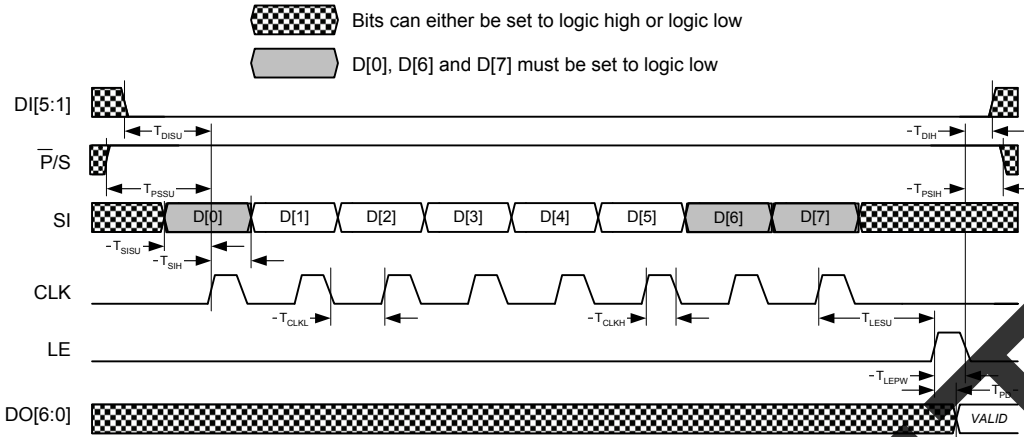 Bits can either be set to logic high or logic low
D[0], D[6] and D[7] must be set to logic low
DI[5:1]
T_DISU
T_DIH
P̅/S
T_PSSU
T_PSIH
SI
D[0] D[1] D[2] D[3] D[4] D[5] D[6] D[7]
T_SISU
T_SIH
CLK
T_CLKL
T_CLKH
T_LESU
LE
T_LEPW
T_PD
DO[6:0]
VALID